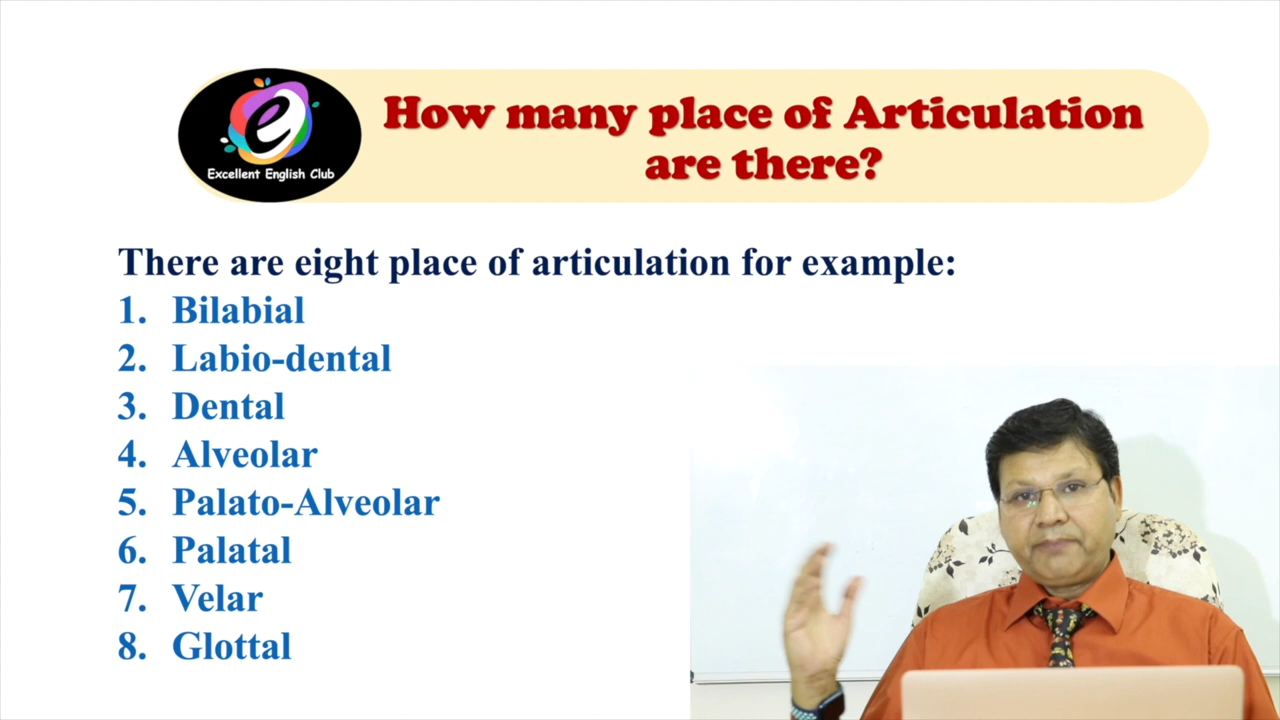 How many place of Articulation
are there?
Excellent English Club
There are eight place of articulation for example:
1. Bilabial
2. Labio-dental
3. Dental
4. Alveolar
5. Palato-Alveolar
6. Palatal
7. Velar
8. Glottal